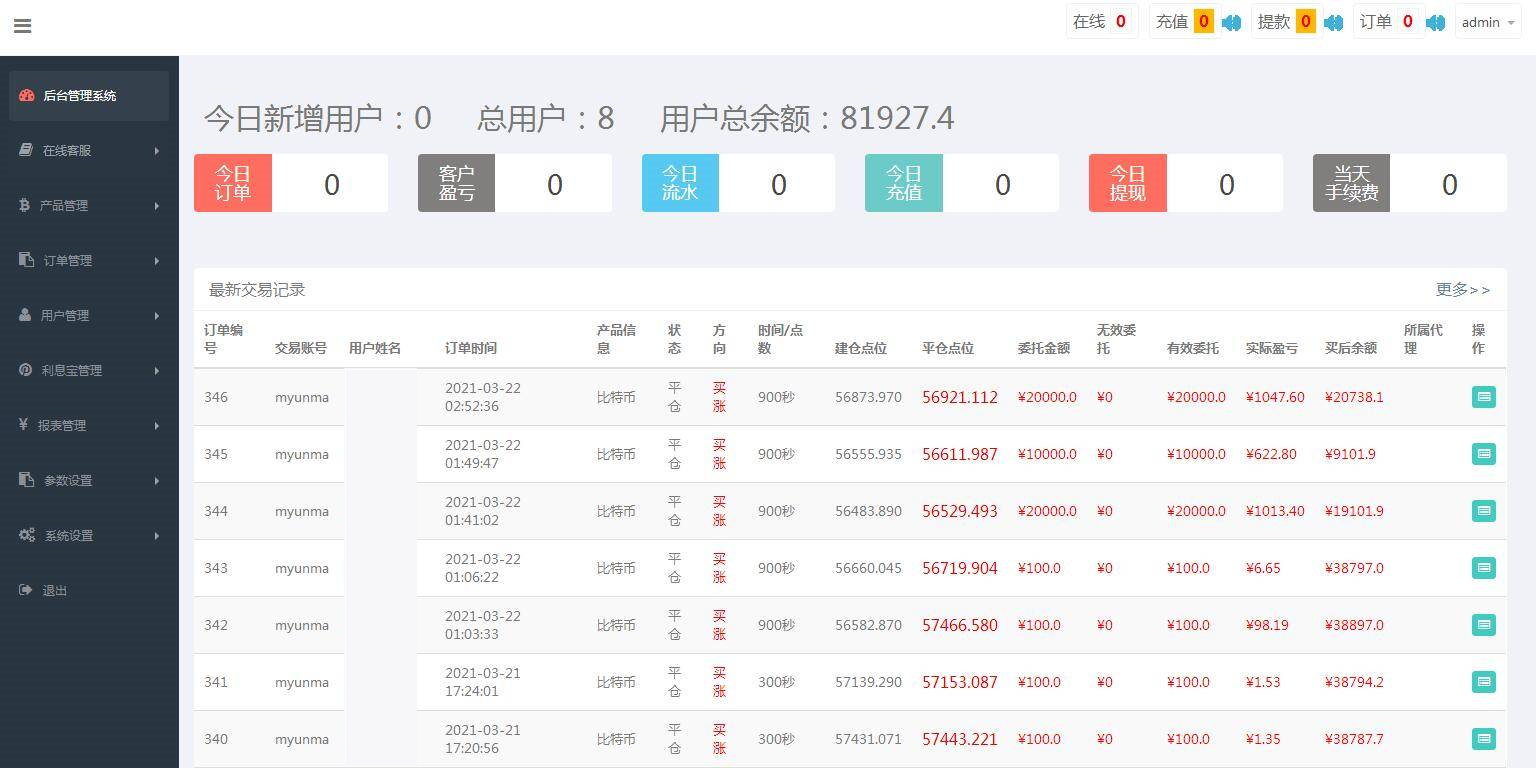 在线 0 充值 0 提款 0 订单 0 admin
后台管理系统
在线客服
产品管理
订单管理
用户管理
利息宝管理
报表管理
参数设置
系统设置
退出
今日新增用户：0 总用户：8 用户总余额：81927.4
今日订单 0
客户盈亏 0
今日流水 0
今日充值 0
今日提现 0
当天手续费 0
最新交易记录 更多>>
订单编号 交易账号 用户姓名 订单时间 产品信息 状态 方向 时间/点数 建仓点位 平仓点位 委托金额 无效委托 有效委托 实际盈亏 买后余额 所属代理 操作
346 myunma 2021-03-22 02:52:36 比特币 平仓 买涨 900秒 56873.970 56921.112 ¥20000.0 ¥0 ¥20000.0 ¥1047.60 ¥20738.1
345 myunma 2021-03-22 01:49:47 比特币 平仓 买涨 900秒 56555.935 56611.987 ¥10000.0 ¥0 ¥10000.0 ¥622.80 ¥9101.9
344 myunma 2021-03-22 01:41:02 比特币 平仓 买涨 900秒 56483.890 56529.493 ¥20000.0 ¥0 ¥20000.0 ¥1013.40 ¥19101.9
343 myunma 2021-03-22 01:06:22 比特币 平仓 买涨 900秒 56660.045 56719.904 ¥100.0 ¥0 ¥100.0 ¥6.65 ¥38797.0
342 myunma 2021-03-22 01:03:33 比特币 平仓 买涨 900秒 56582.870 57466.580 ¥100.0 ¥0 ¥100.0 ¥98.19 ¥38897.0
341 myunma 2021-03-21 17:24:01 比特币 平仓 买涨 300秒 57139.290 57153.087 ¥100.0 ¥0 ¥100.0 ¥1.53 ¥38794.2
340 myunma 2021-03-21 17:20:56 比特币 平仓 买涨 300秒 57431.071 57443.221 ¥100.0 ¥0 ¥100.0 ¥1.35 ¥38787.7